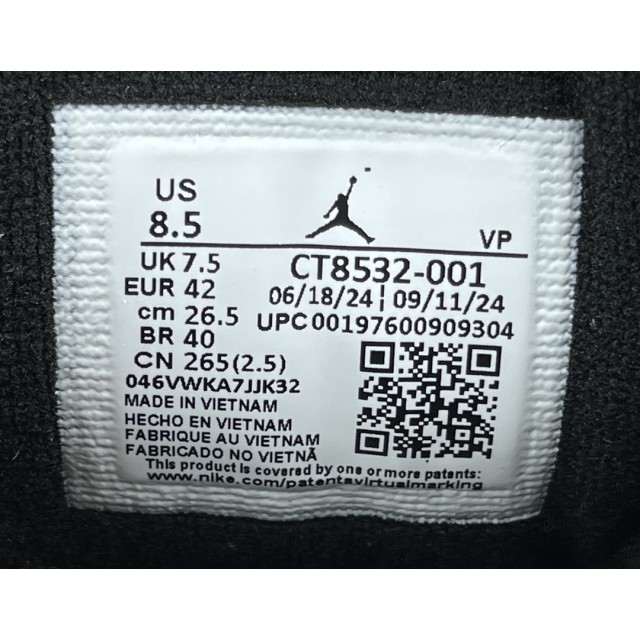 US
8.5
VP
UK 7.5
CT8532-001
EUR 42
06/18/24 | 09/11/24
cm 26.5
UPC00197600909304
BR 40
CN 265(2.5)
046VWKA7JJK32
MADE IN VIETNAM
HECHO EN VIETNAM
FABRIQUE AU VIETNAM
FABRICADO NO VIETNÃ
This product is covered by one or more patents:
www.nike.com/patentsvirtualmarking